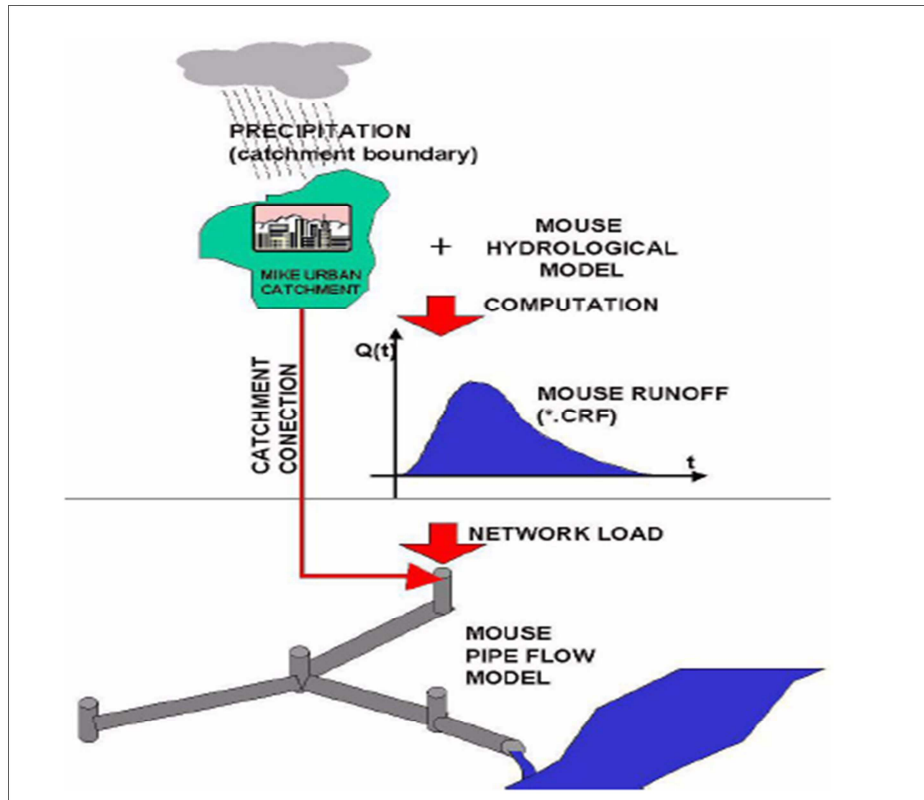 PRECIPITATION
(catchment boundary)
MIKE URBAN
CATCHMENT
+
MOUSE
HYDROLOGICAL
MODEL
COMPUTATION
CATCHMENT
CONECTION
Q(t)
MOUSE RUNOFF
(*.CRF)
t
NETWORK LOAD
MOUSE
PIPE FLOW
MODEL